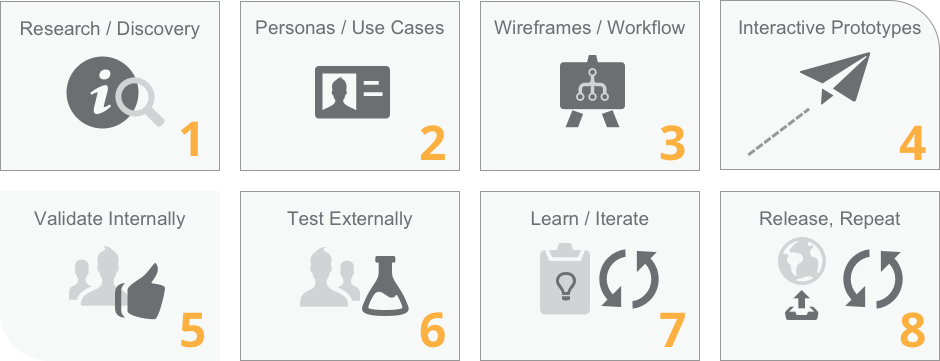 Research / Discovery
1
Personas / Use Cases
2
Wireframes / Workflow
3
Interactive Prototypes
4
Validate Internally
5
Test Externally
6
Learn / Iterate
7
Release, Repeat
8